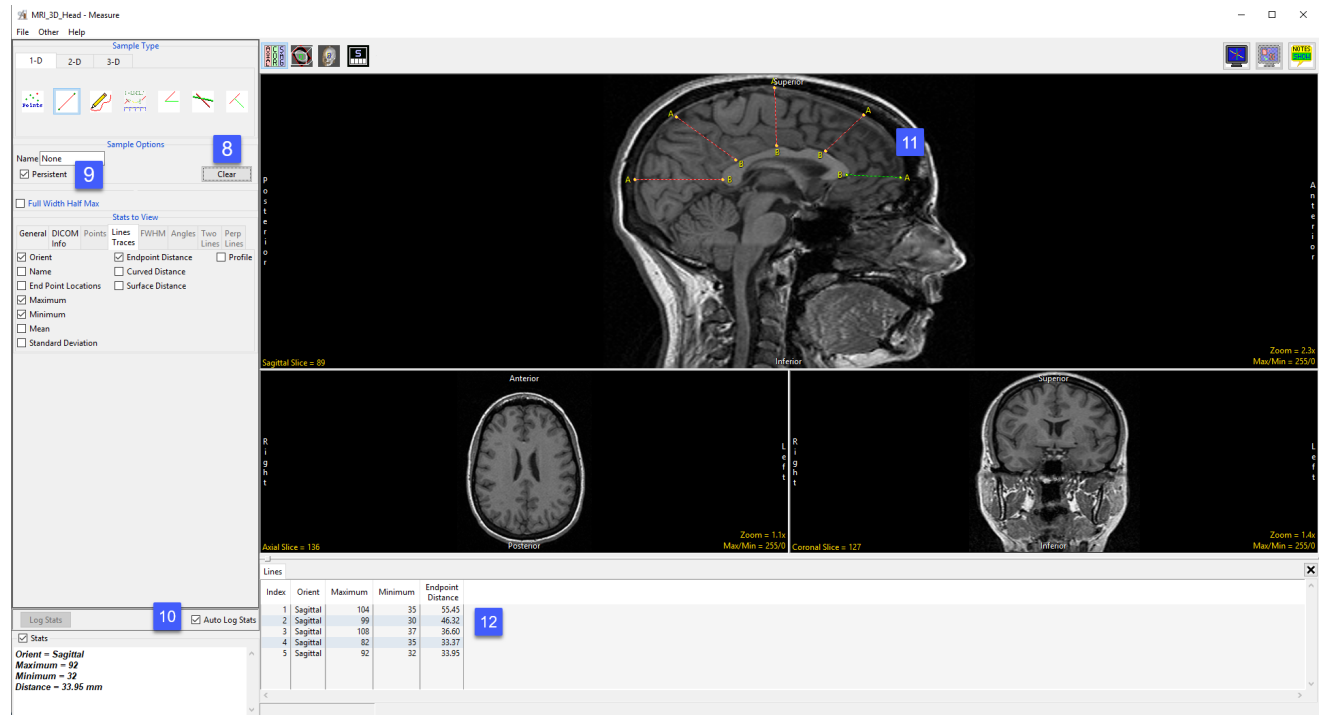 MRI_3D_Head - Measure
File Other Help
Sample Type
1-D 2-D 3-D
Points
Sample Options
8
Name None
9
Persistent
Clear
Full Width Half Max
Stats to View
General DICOM Info Points Lines Traces FWHM Angles Two Lines Perp Lines
Orient Endpoint Distance Profile
Name Curved Distance
End Point Locations Surface Distance
Maximum
Minimum
Mean
Standard Deviation
10
Log Stats Auto Log Stats
Stats
Orient = Sagittal
Maximum = 92
Minimum = 32
Distance = 33.95 mm
S
NOTES
SHOW
Superior
A
A
A
11
B
B
B
A
B
B
A
Posterior
Anterior
Sagittal Slice = 89
Inferior
Zoom = 2.3x
Max/Min = 255/0
Anterior
Right
Left
Axial Slice = 136
Posterior
Zoom = 1.1x
Max/Min = 255/0
Superior
Right
Left
Coronal Slice = 127
Inferior
Zoom = 1.4x
Max/Min = 255/0
Lines
Index Orient Maximum Minimum Endpoint Distance
1 Sagittal 104 35 55.45
2 Sagittal 99 30 46.32
3 Sagittal 108 37 36.60
4 Sagittal 82 35 33.37
5 Sagittal 92 32 33.95
12